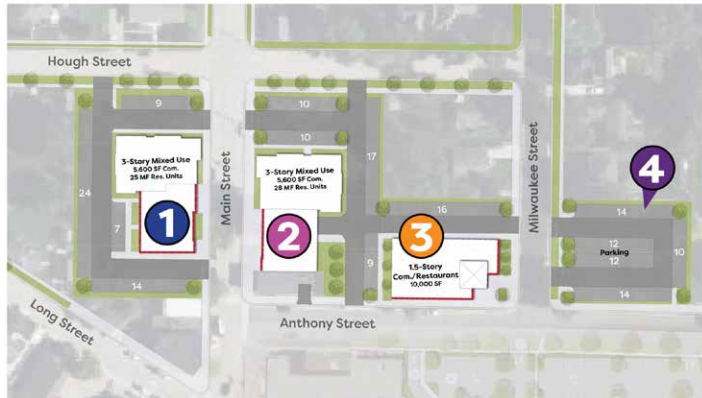 Hough Street
9
10
10
24
3-Story Mixed Use
5,600 SF Com.
25 MF Res. Units
7
1
14
Long Street
Main Street
3-Story Mixed Use
5,600 SF Com.
28 MF Res. Units
2
17
16
9
3
1.5-Story
Com./Restaurant
10,000 SF
Anthony Street
Milwaukee Street
4
14
12
Parking
12
10
14